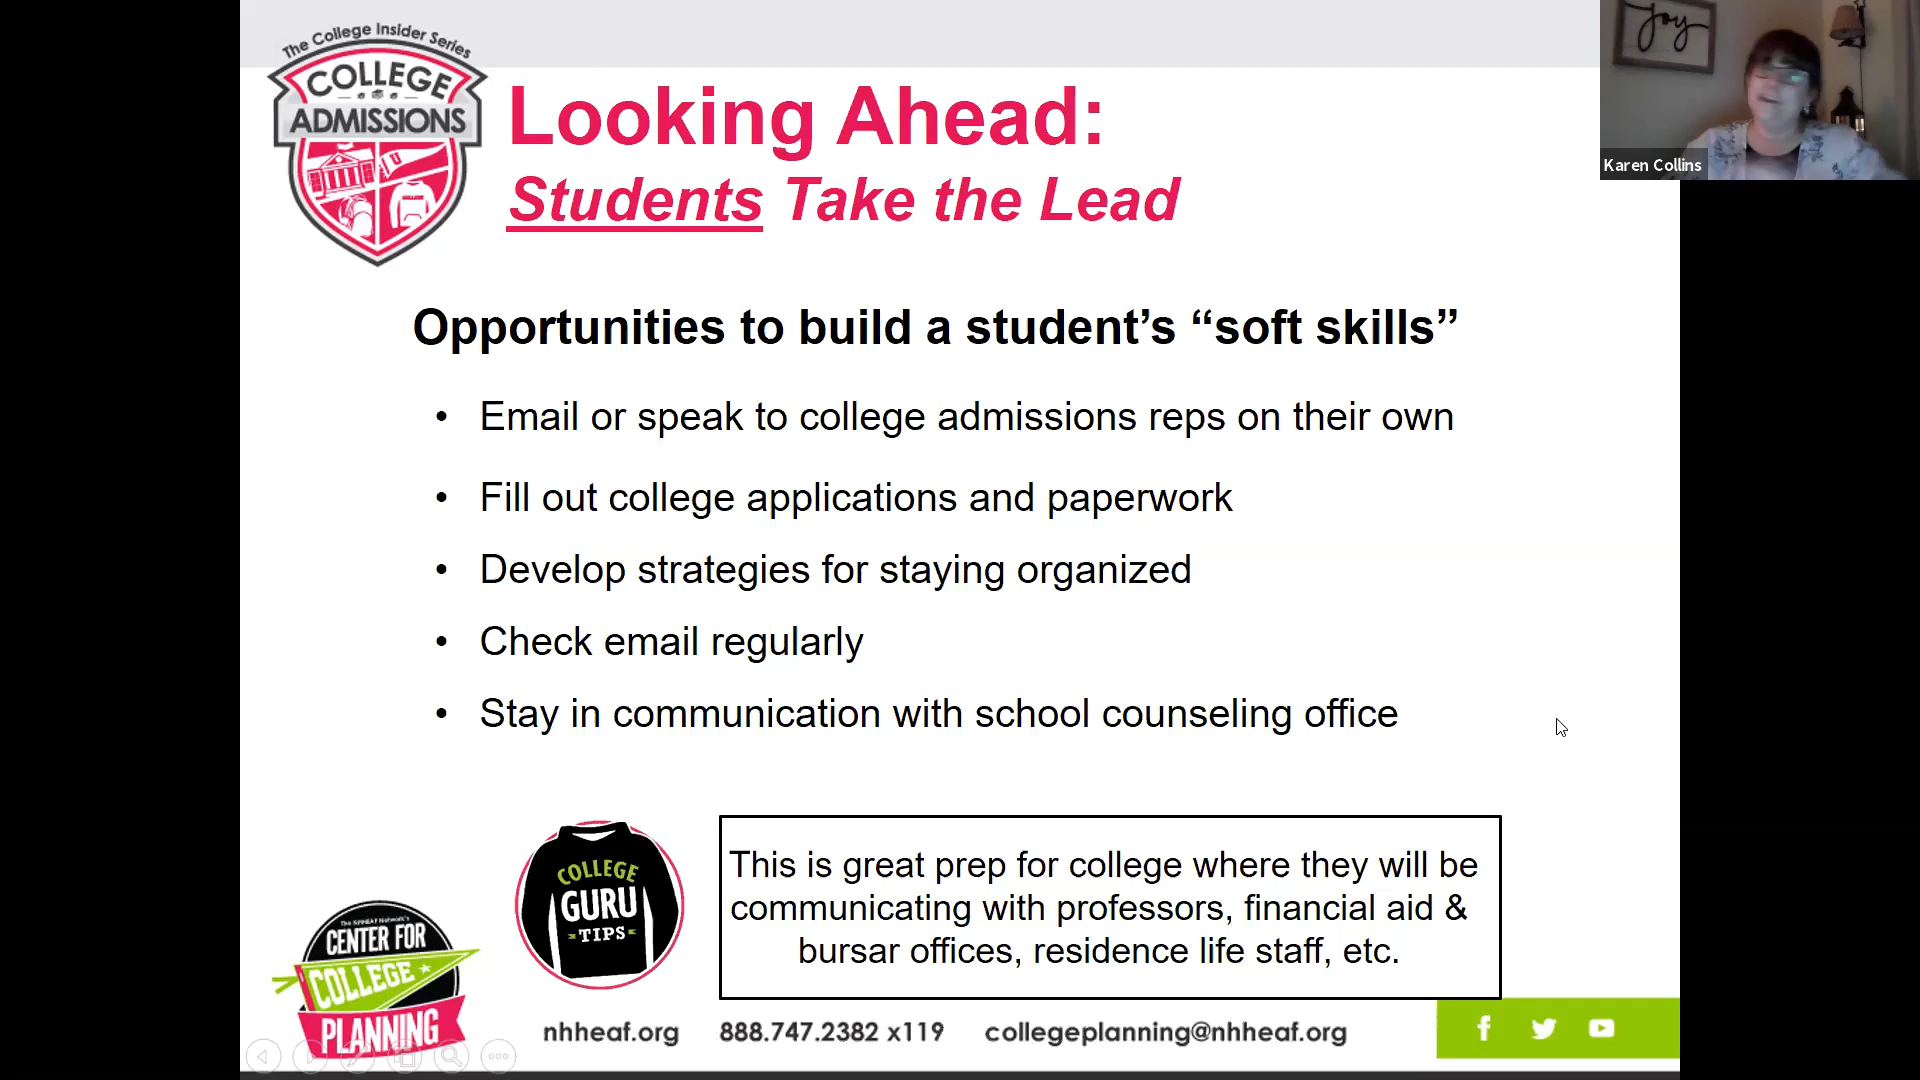 The College Insider Series
COLLEGE
ADMISSIONS
Looking Ahead:
Students Take the Lead
joy
Karen Collins
Opportunities to build a student’s “soft skills”
• Email or speak to college admissions reps on their own
• Fill out college applications and paperwork
• Develop strategies for staying organized
• Check email regularly
• Stay in communication with school counseling office
COLLEGE
GURU
TIPS
This is great prep for college where they will be
communicating with professors, financial aid &
bursar offices, residence life staff, etc.
The NHHEAF Network's
CENTER FOR
COLLEGE
PLANNING
nhheaf.org 888.747.2382 x119 collegeplanning@nhheaf.org